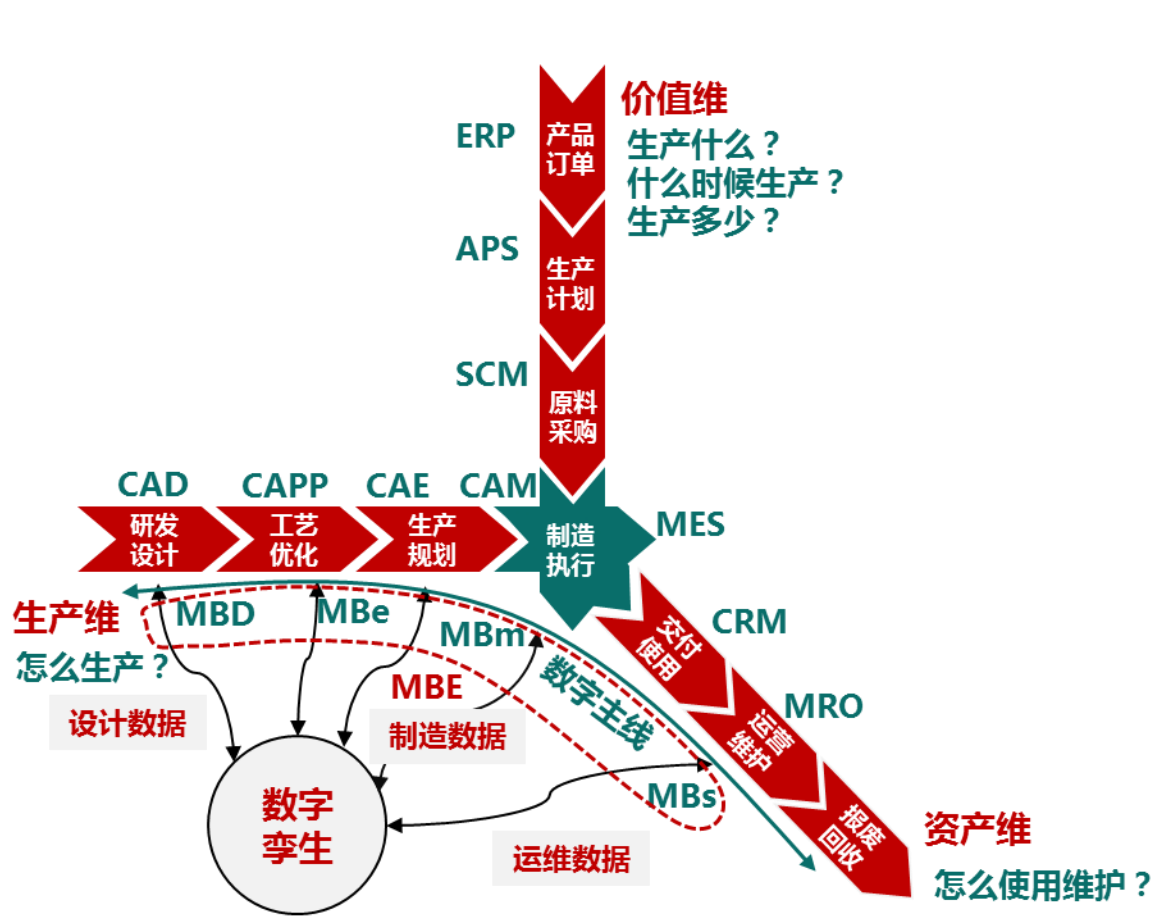 价值维
ERP
产品
订单
生产什么？
什么时候生产？
生产多少？
APS
生产
计划
SCM
原料
采购
CAD
CAPP
CAE
CAM
研发
设计
工艺
优化
生产
规划
制造
执行
MES
生产维
怎么生产？
MBD
MBe
MBm
MBE
数字主线
MBs
交付
使用
CRM
运营
维护
MRO
报废
回收
资产维
怎么使用维护？
设计数据
制造数据
运维数据
数字
孪生